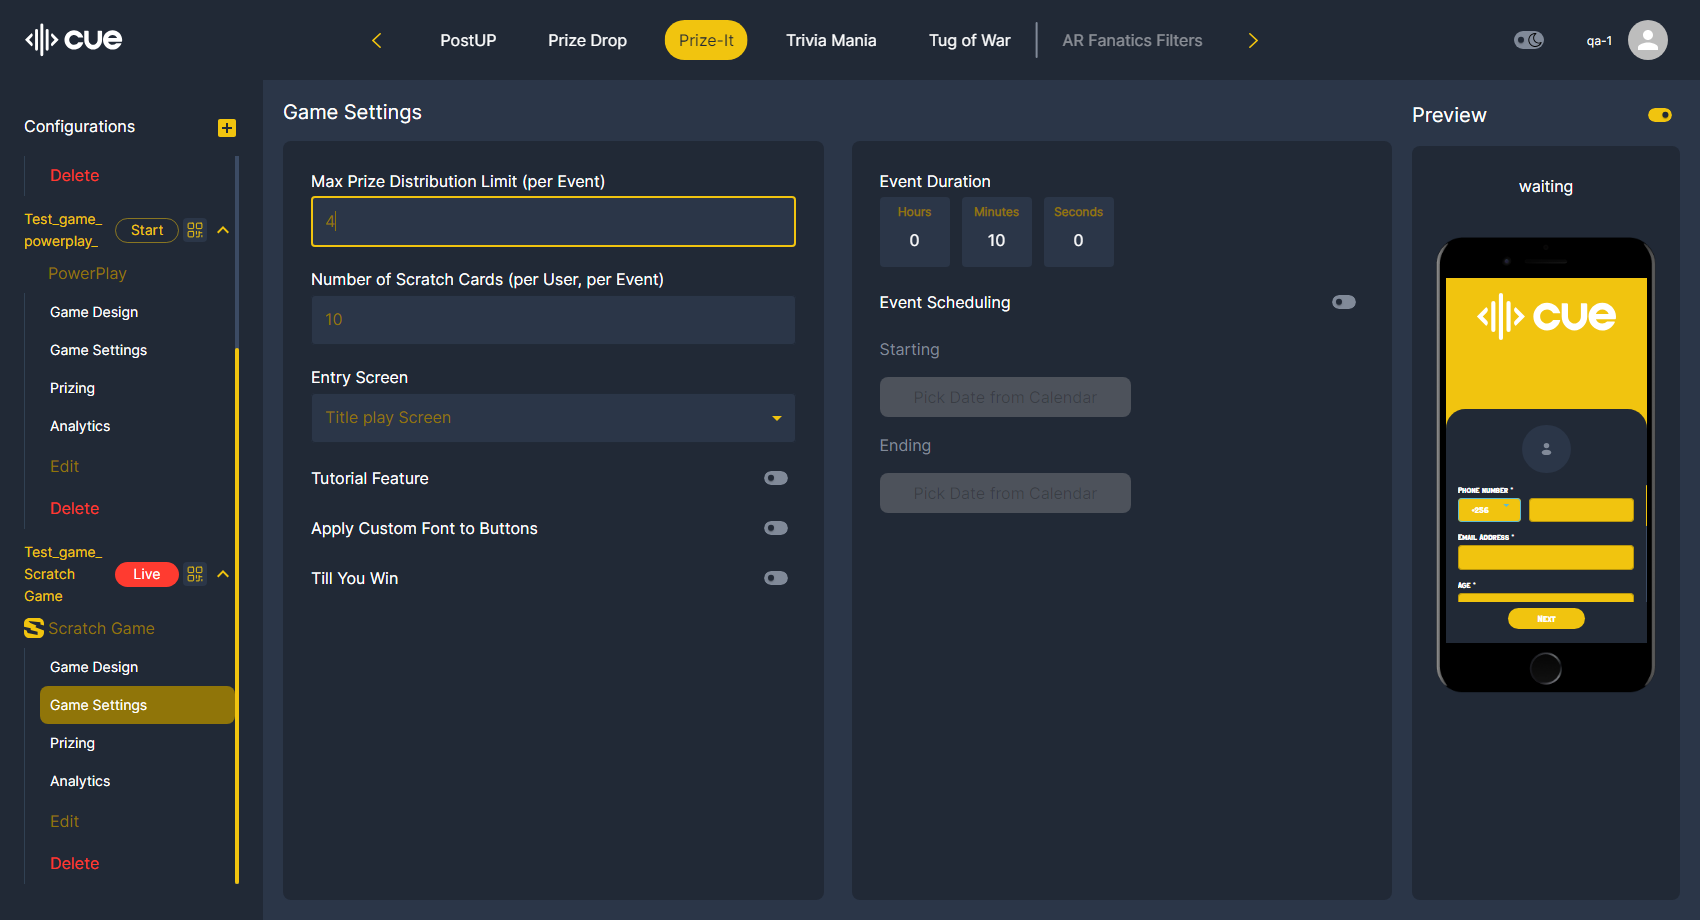 cue
PostUP
Prize Drop
Prize-It
Trivia Mania
Tug of War
AR Fanatics Filters
qa-1
Configurations
Delete
Test_game_
powerplay_
Start
PowerPlay
Game Design
Game Settings
Prizing
Analytics
Edit
Delete
Test_game_
Scratch
Game
Live
Scratch Game
Game Design
Game Settings
Prizing
Analytics
Edit
Delete
Game Settings
Max Prize Distribution Limit (per Event)
4
Number of Scratch Cards (per User, per Event)
10
Entry Screen
Title play Screen
Tutorial Feature
Apply Custom Font to Buttons
Till You Win
Event Duration
Hours
0
Minutes
10
Seconds
0
Event Scheduling
Starting
Pick Date from Calendar
Ending
Pick Date from Calendar
Preview
waiting
cue
Phone number *
+256
Email Address *
Age *
Next